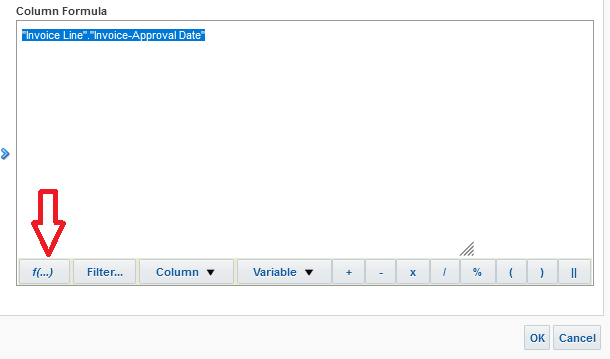 Column Formula
"Invoice Line"."Invoice-Approval Date"
f(...) Filter... Column Variable + - x / % ( ) ||
OK Cancel